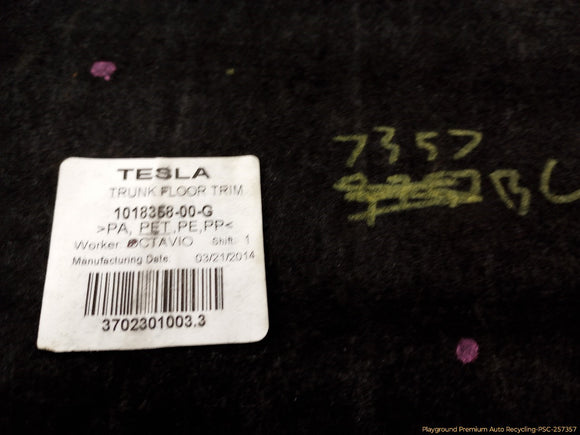 TESLA
TRUNK FLOOR TRIM
1018358-00-G
>PA, PET,PE,PP<
Worker: OCTAVIO Shift: 1
Manufacturing Date: 03/21/2014
3702301003.3
7357
Playground Premium Auto Recycling-PSC-257357